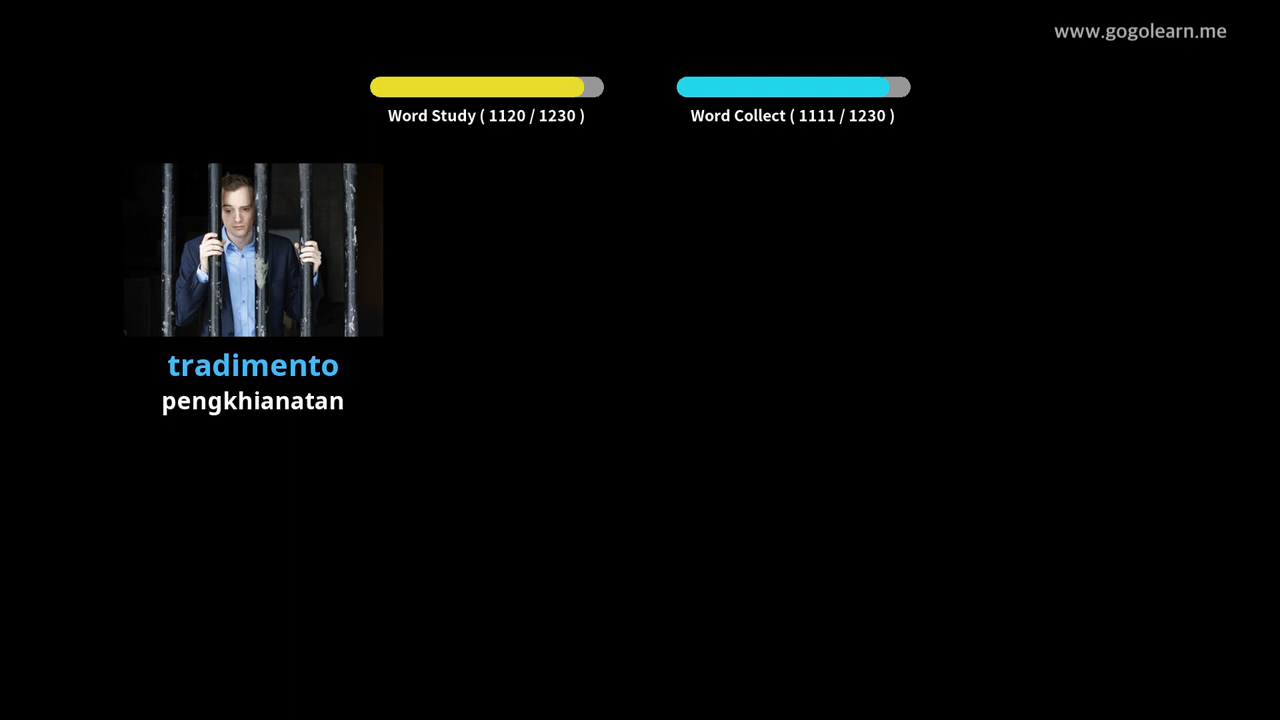 www.gogolearn.me
Word Study ( 1120 / 1230 )
Word Collect ( 1111 / 1230 )
tradimento
pengkhianatan